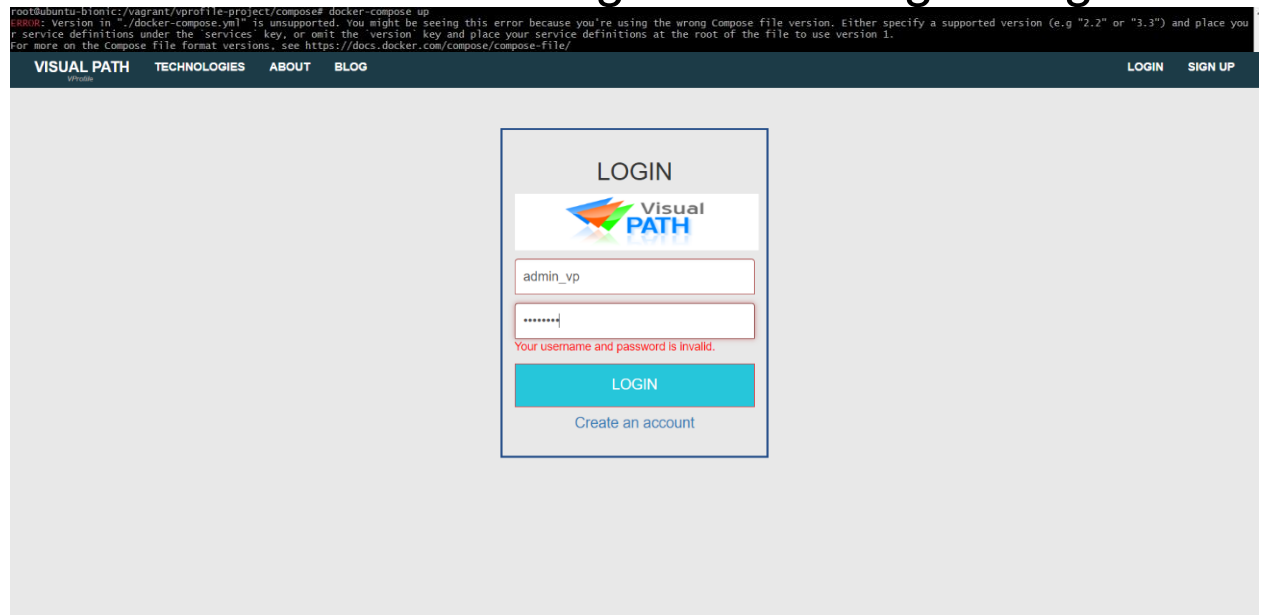 root@ubuntu-bionic:/vagrant/vprofile-project/compose# docker-compose up
ERROR: Version in "./docker-compose.yml" is unsupported. You might be seeing this error because you're using the wrong Compose file version. Either specify a supported version (e.g "2.2" or "3.3") and place you
r service definitions under the `services` key, or omit the `version` key and place your service definitions at the root of the file to use version 1.
For more on the Compose file format versions, see https://docs.docker.com/compose/compose-file/
VISUAL PATH TECHNOLOGIES ABOUT BLOG LOGIN SIGN UP
VProfile
LOGIN
Visual
PATH
admin_vp
••••••••
Your username and password is invalid.
LOGIN
Create an account